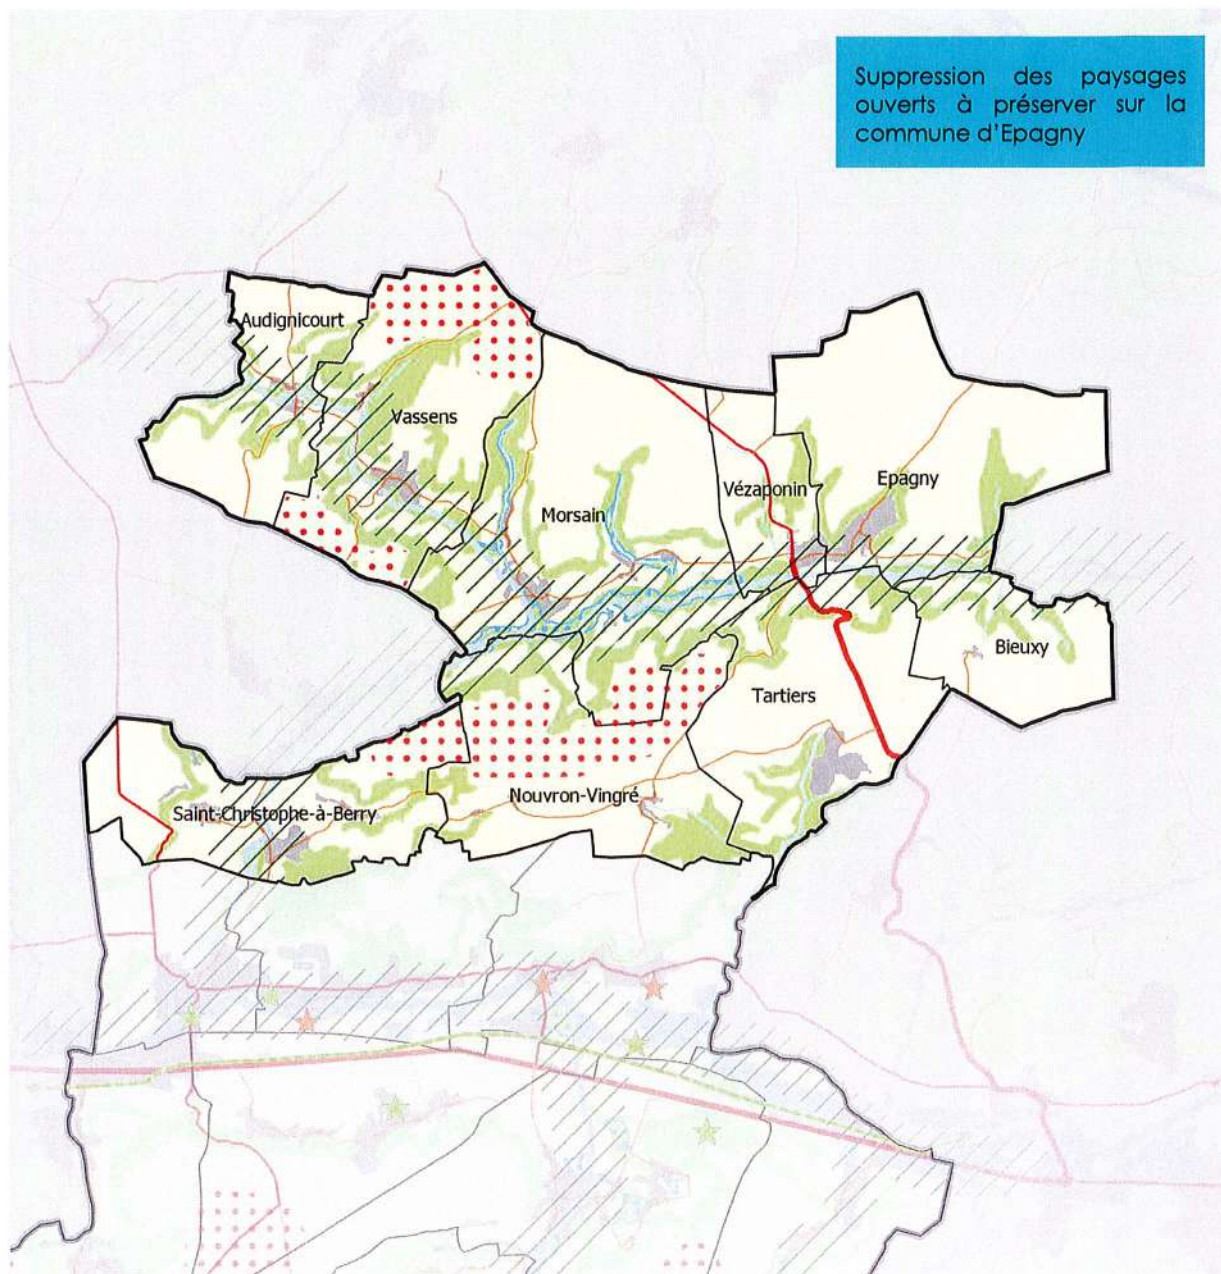 Suppression des paysages
ouverts à préserver sur la
commune d'Epagny
Audignicourt
Vassens
Epagny
Vézaponin
Morsain
Bieuxy
Tartiers
Nouvron-Vingré
Saint-Christophe-à-Berry